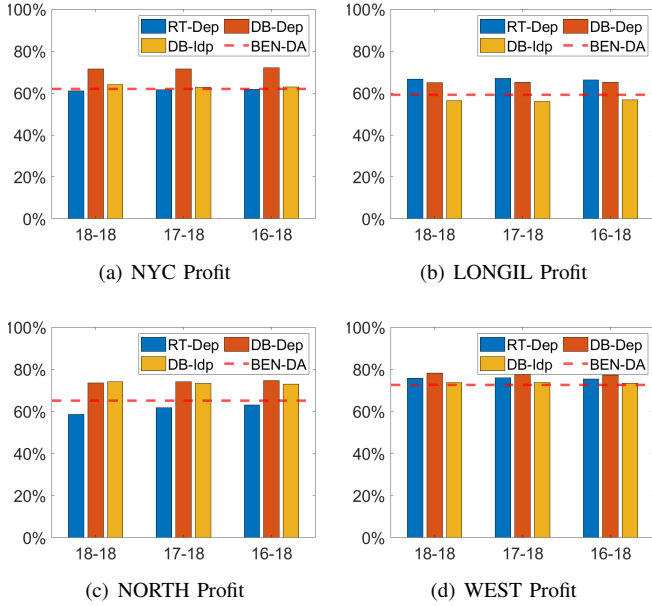 100%
80%
60%
40%
20%
0%
RT-Dep
DB-Dep
DB-Idp
BEN-DA
18-18
17-18
16-18
(a) NYC Profit
100%
80%
60%
40%
20%
0%
RT-Dep
DB-Dep
DB-Idp
BEN-DA
18-18
17-18
16-18
(b) LONGIL Profit
100%
80%
60%
40%
20%
0%
RT-Dep
DB-Dep
DB-Idp
BEN-DA
18-18
17-18
16-18
(c) NORTH Profit
100%
80%
60%
40%
20%
0%
RT-Dep
DB-Dep
DB-Idp
BEN-DA
18-18
17-18
16-18
(d) WEST Profit